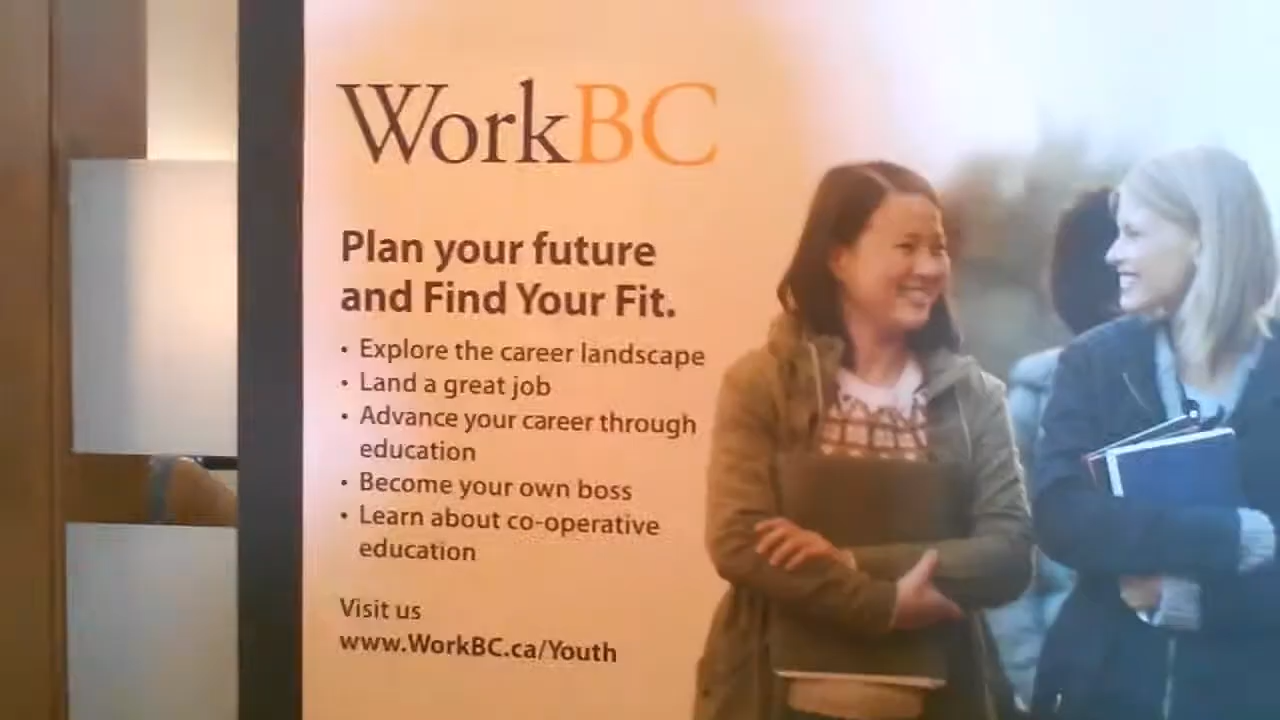 WorkBC
Plan your future
and Find Your Fit.
• Explore the career landscape
• Land a great job
• Advance your career through
education
• Become your own boss
• Learn about co-operative
education
Visit us
www.WorkBC.ca/Youth